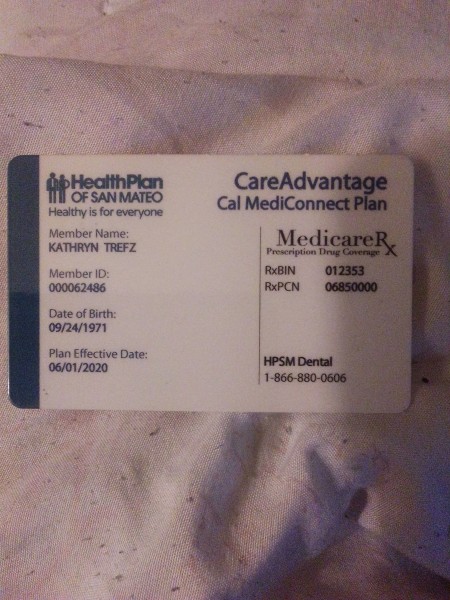 HealthPlan
OF SAN MATEO
Healthy is for everyone
CareAdvantage
Cal MediConnect Plan
Member Name:
KATHRYN TREFZ
Member ID:
000062486
Date of Birth:
09/24/1971
Plan Effective Date:
06/01/2020
MedicareRx
Prescription Drug Coverage
RxBIN 012353
RxPCN 06850000
HPSM Dental
1-866-880-0606